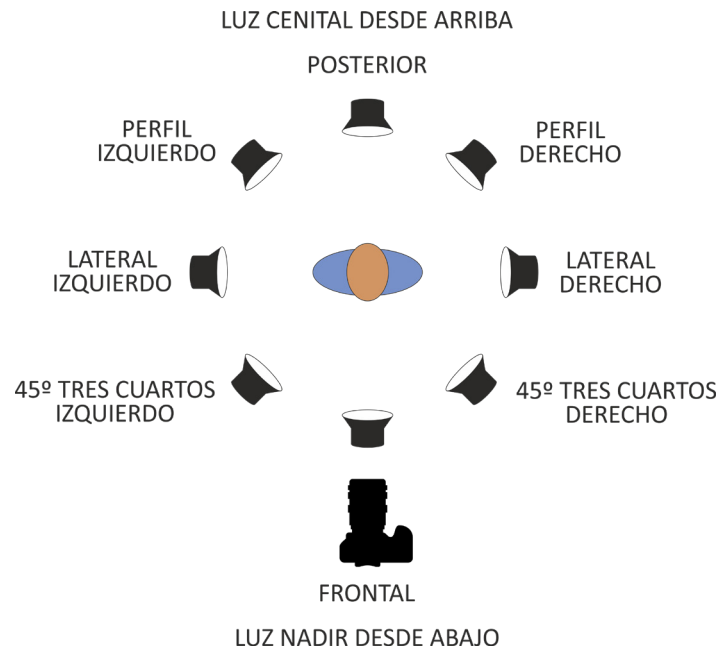 LUZ CENITAL DESDE ARRIBA
POSTERIOR
PERFIL
IZQUIERDO
PERFIL
DERECHO
LATERAL
IZQUIERDO
LATERAL
DERECHO
45º TRES CUARTOS
IZQUIERDO
45º TRES CUARTOS
DERECHO
FRONTAL
LUZ NADIR DESDE ABAJO